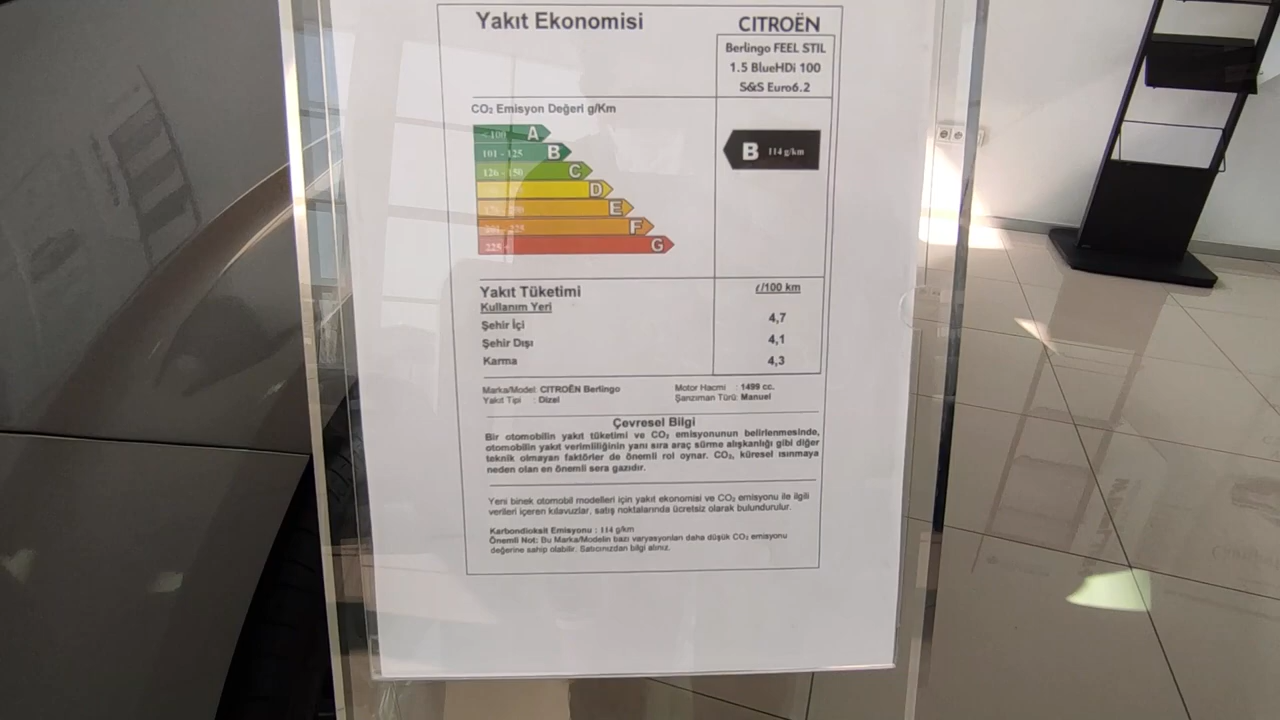 Yakıt Ekonomisi
CITROËN
Berlingo FEEL STIL
1.5 BlueHDi 100
S&S Euro6.2
CO₂ Emisyon Değeri g/Km
< 100 A
101 - 125 B
126 - 150 C
D
E
F
225 - G
B 114 g/km
Yakıt Tüketimi
ℓ/100 km
Kullanım Yeri
Şehir İçi 4,7
Şehir Dışı 4,1
Karma 4,3
Marka/Model: CITROËN Berlingo Motor Hacmi : 1499 cc.
Yakıt Tipi : Dizel Şanzıman Türü: Manuel
Çevresel Bilgi
Bir otomobilin yakıt tüketimi ve CO₂ emisyonunun belirlenmesinde,
otomobilin yakıt verimliliğinin yanı sıra araç sürme alışkanlığı gibi diğer
teknik olmayan faktörler de önemli rol oynar. CO₂, küresel ısınmaya
neden olan en önemli sera gazıdır.
Yeni binek otomobil modelleri için yakıt ekonomisi ve CO₂ emisyonu ile ilgili
verileri içeren kılavuzlar, satış noktalarında ücretsiz olarak bulundurulur.
Karbondioksit Emisyonu : 114 g/km
Önemli Not: Bu Marka/Modelin bazı varyasyonları daha düşük CO₂ emisyonu
değerine sahip olabilir. Satıcınızdan bilgi alınız.